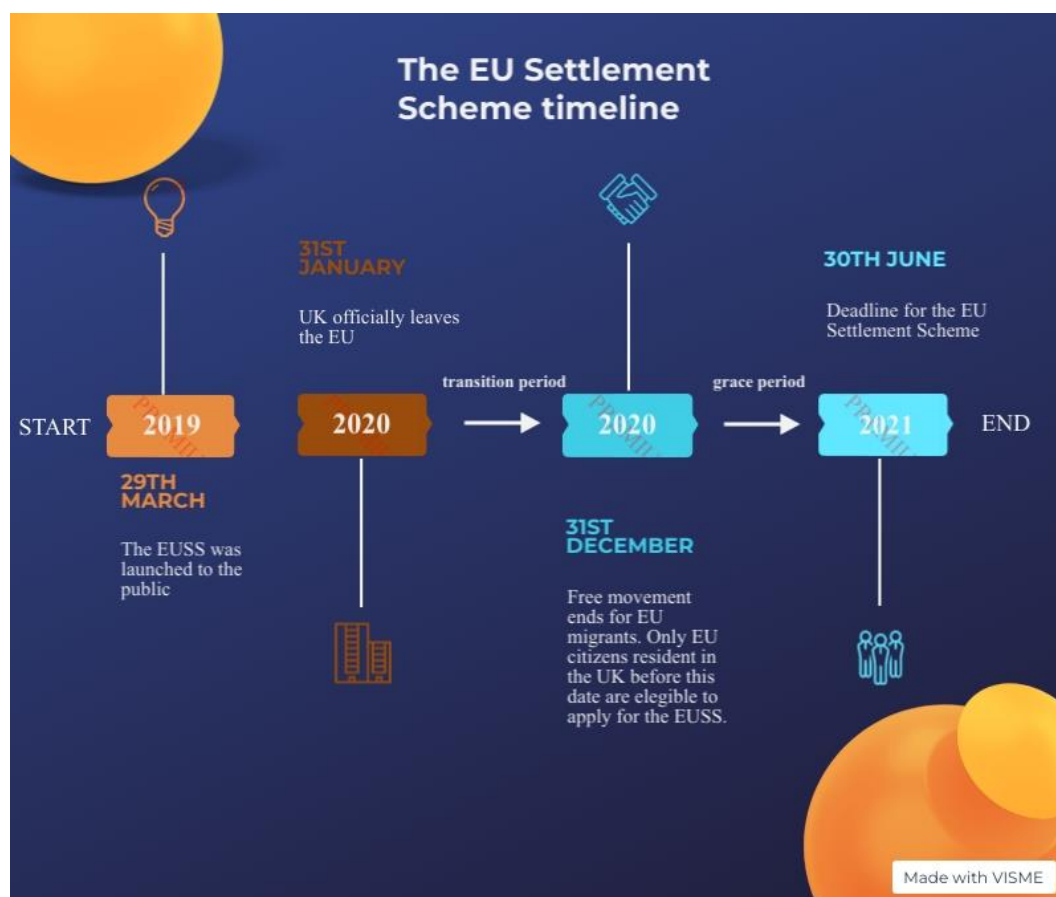 The EU Settlement
Scheme timeline
31ST
JANUARY
UK officially leaves
the EU
30TH JUNE
Deadline for the EU
Settlement Scheme
transition period
grace period
START
2019
2020
2020
2021
END
29TH
MARCH
The EUSS was
launched to the
public
31ST
DECEMBER
Free movement
ends for EU
migrants. Only EU
citizens resident in
the UK before this
date are elegible to
apply for the EUSS.
Made with VISME